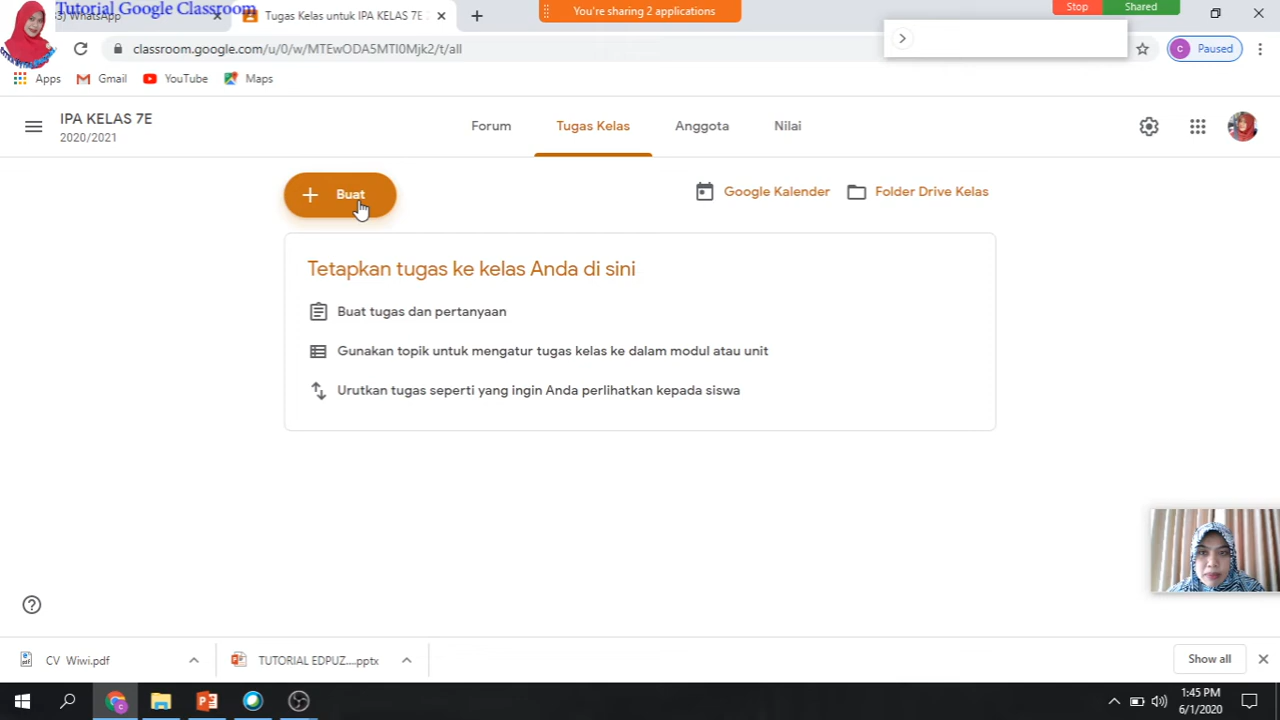 Tutorial Google Classroom
WhatsApp
Tugas Kelas untuk IPA KELAS 7E
You're sharing 2 applications
Stop
Shared
classroom.google.com/u/0/w/MTEwODA5MTI0Mjk2/t/all
C
Paused
Apps
Gmail
YouTube
Maps
IPA KELAS 7E
2020/2021
Forum
Tugas Kelas
Anggota
Nilai
Buat
Google Kalender
Folder Drive Kelas
Tetapkan tugas ke kelas Anda di sini
Buat tugas dan pertanyaan
Gunakan topik untuk mengatur tugas kelas ke dalam modul atau unit
Urutkan tugas seperti yang ingin Anda perlihatkan kepada siswa
CV Wiwi.pdf
TUTORIAL EDPUZ....pptx
Show all
1:45 PM
6/1/2020